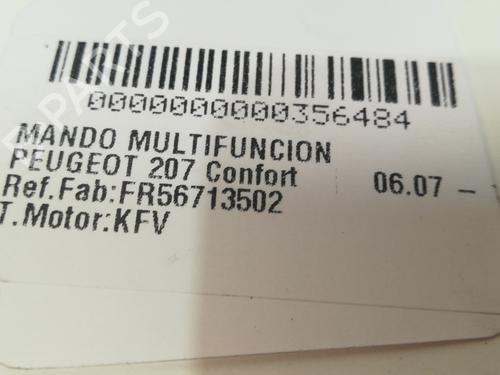 0000000000356484
MANDO MULTIFUNCION
PEUGEOT 207 Confort 06.07 -
Ref.Fab:FR56713502
T.Motor:KFV